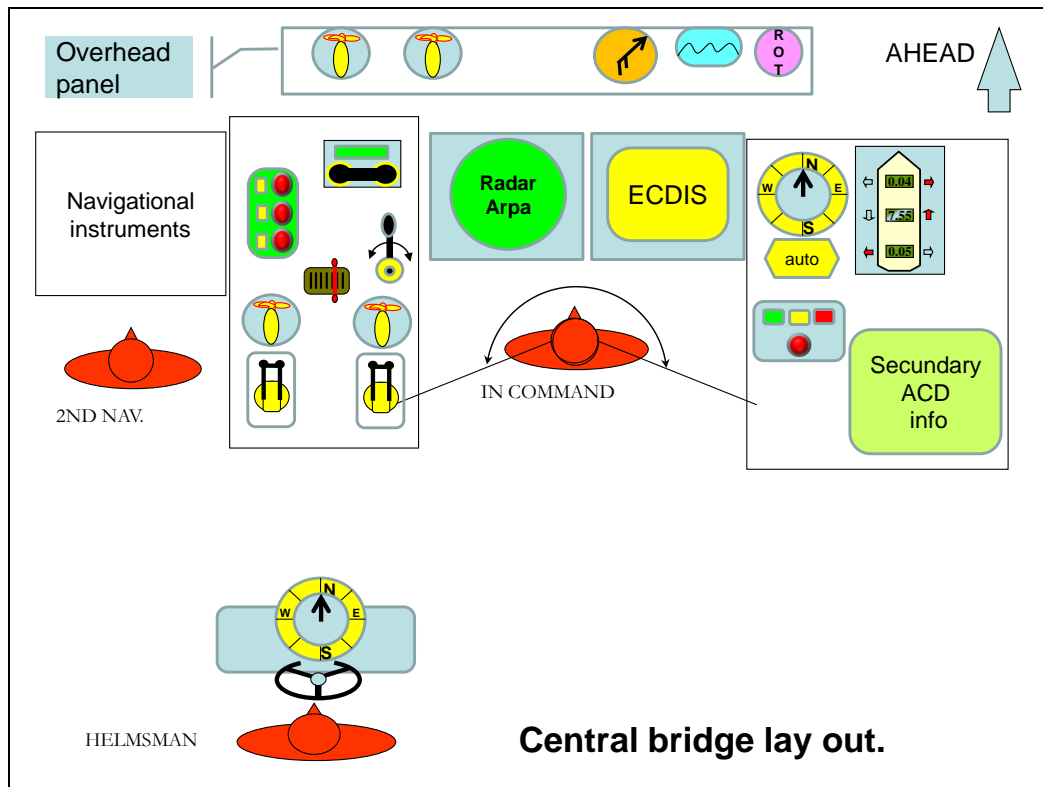 Overhead
panel
R
O
T
AHEAD
Navigational
instruments
Radar
Arpa
ECDIS
N
W
E
S
auto
0.04
7.55
0.05
2ND NAV.
IN COMMAND
Secundary
ACD
info
N
W
E
S
HELMSMAN
Central bridge lay out.